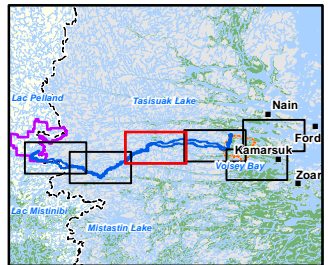 Lac Pelland
Tasisuak Lake
Nain
Ford
Kamarsuk
Voisey Bay
Zoar
Lac Mistinibi
Mistastin Lake